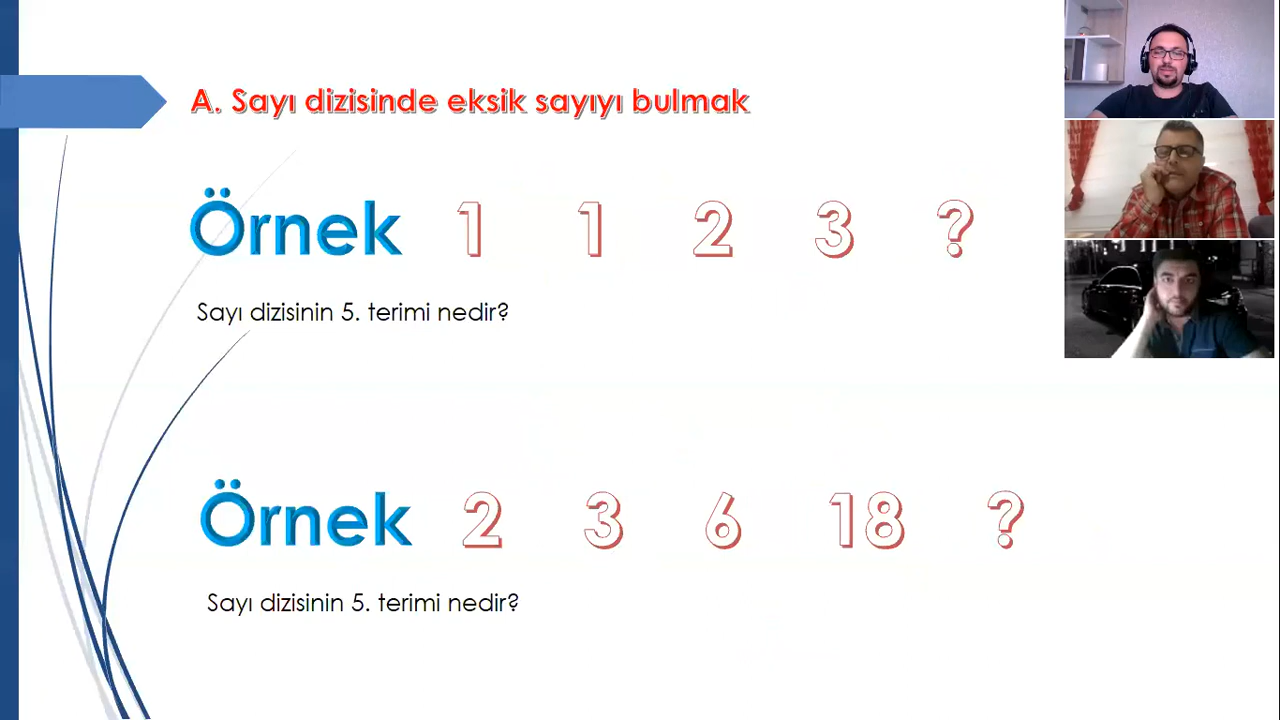 A. Sayı dizisinde eksik sayıyı bulmak
Örnek 1 1 2 3 ?
Sayı dizisinin 5. terimi nedir?
Örnek 2 3 6 18 ?
Sayı dizisinin 5. terimi nedir?